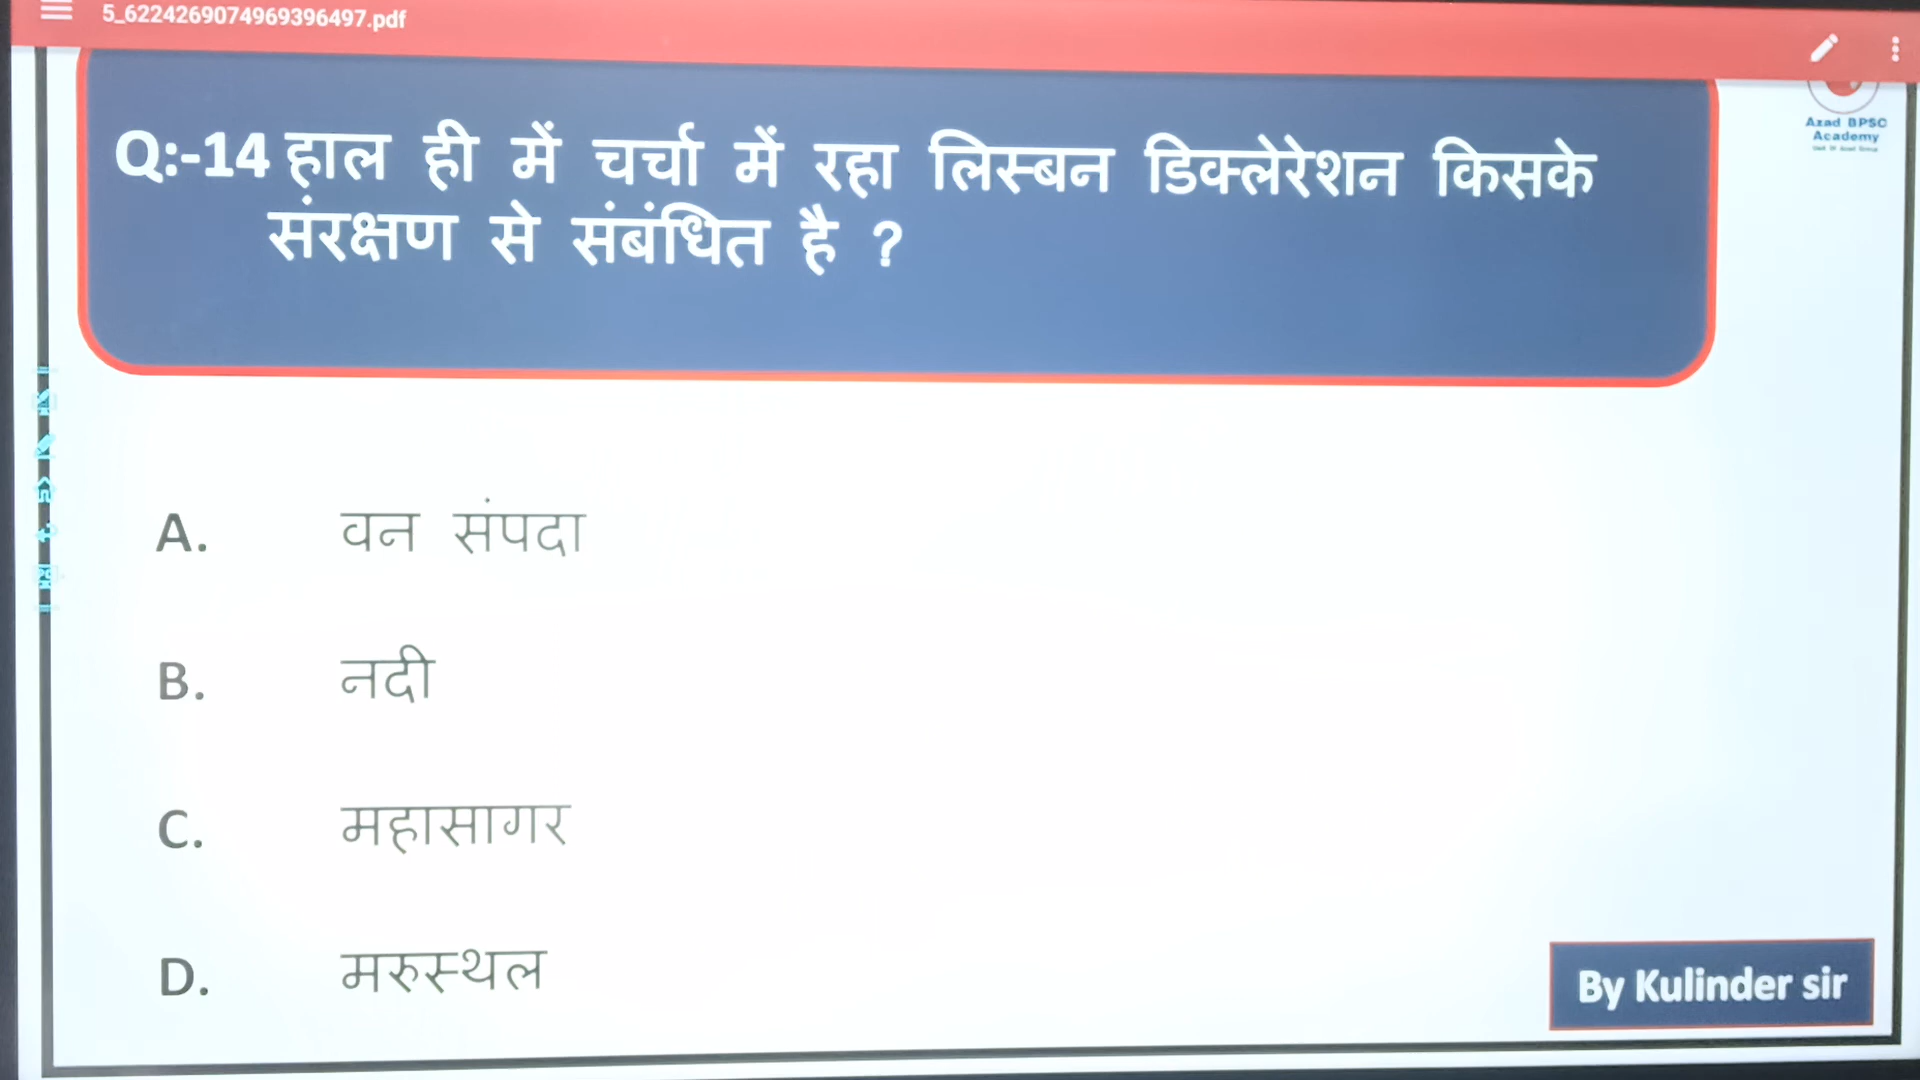 5_6224269074969396497.pdf
Azad BPSC
Academy
Q:-14 हाल ही में चर्चा में रहा लिस्बन डिक्लेरेशन किसके
संरक्षण से संबंधित है ?
A. वन संपदा
B. नदी
C. महासागर
D. मरुस्थल
By Kulinder sir